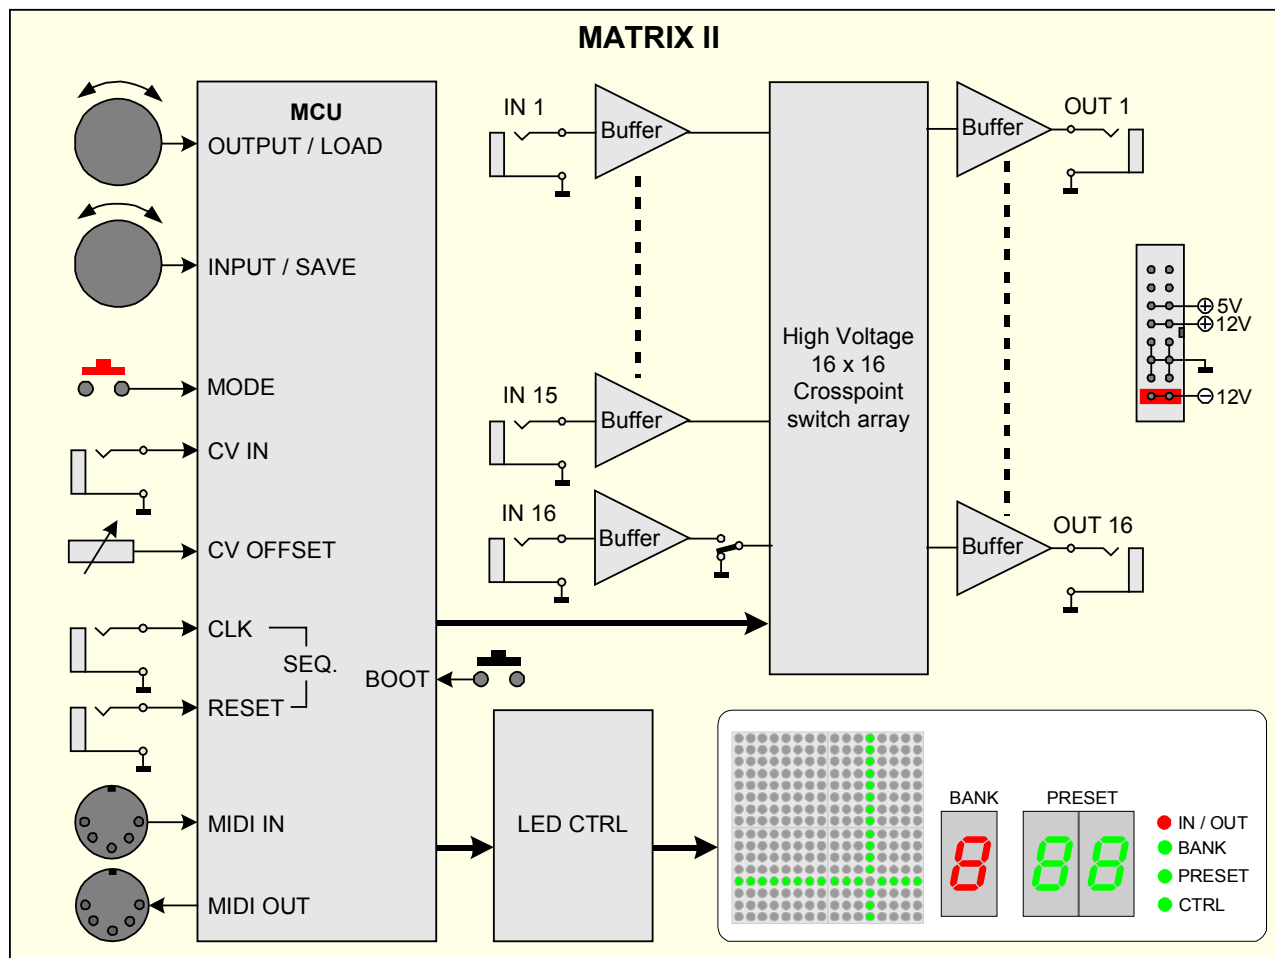 MATRIX II
MCU
OUTPUT / LOAD
INPUT / SAVE
MODE
CV IN
CV OFFSET
CLK
SEQ.
RESET
BOOT
MIDI IN
MIDI OUT
IN 1
Buffer
IN 15
Buffer
IN 16
Buffer
High Voltage
16 x 16
Crosspoint
switch array
Buffer
OUT 1
Buffer
OUT 16
5V
12V
12V
LED CTRL
BANK
8
PRESET
88
IN / OUT
BANK
PRESET
CTRL